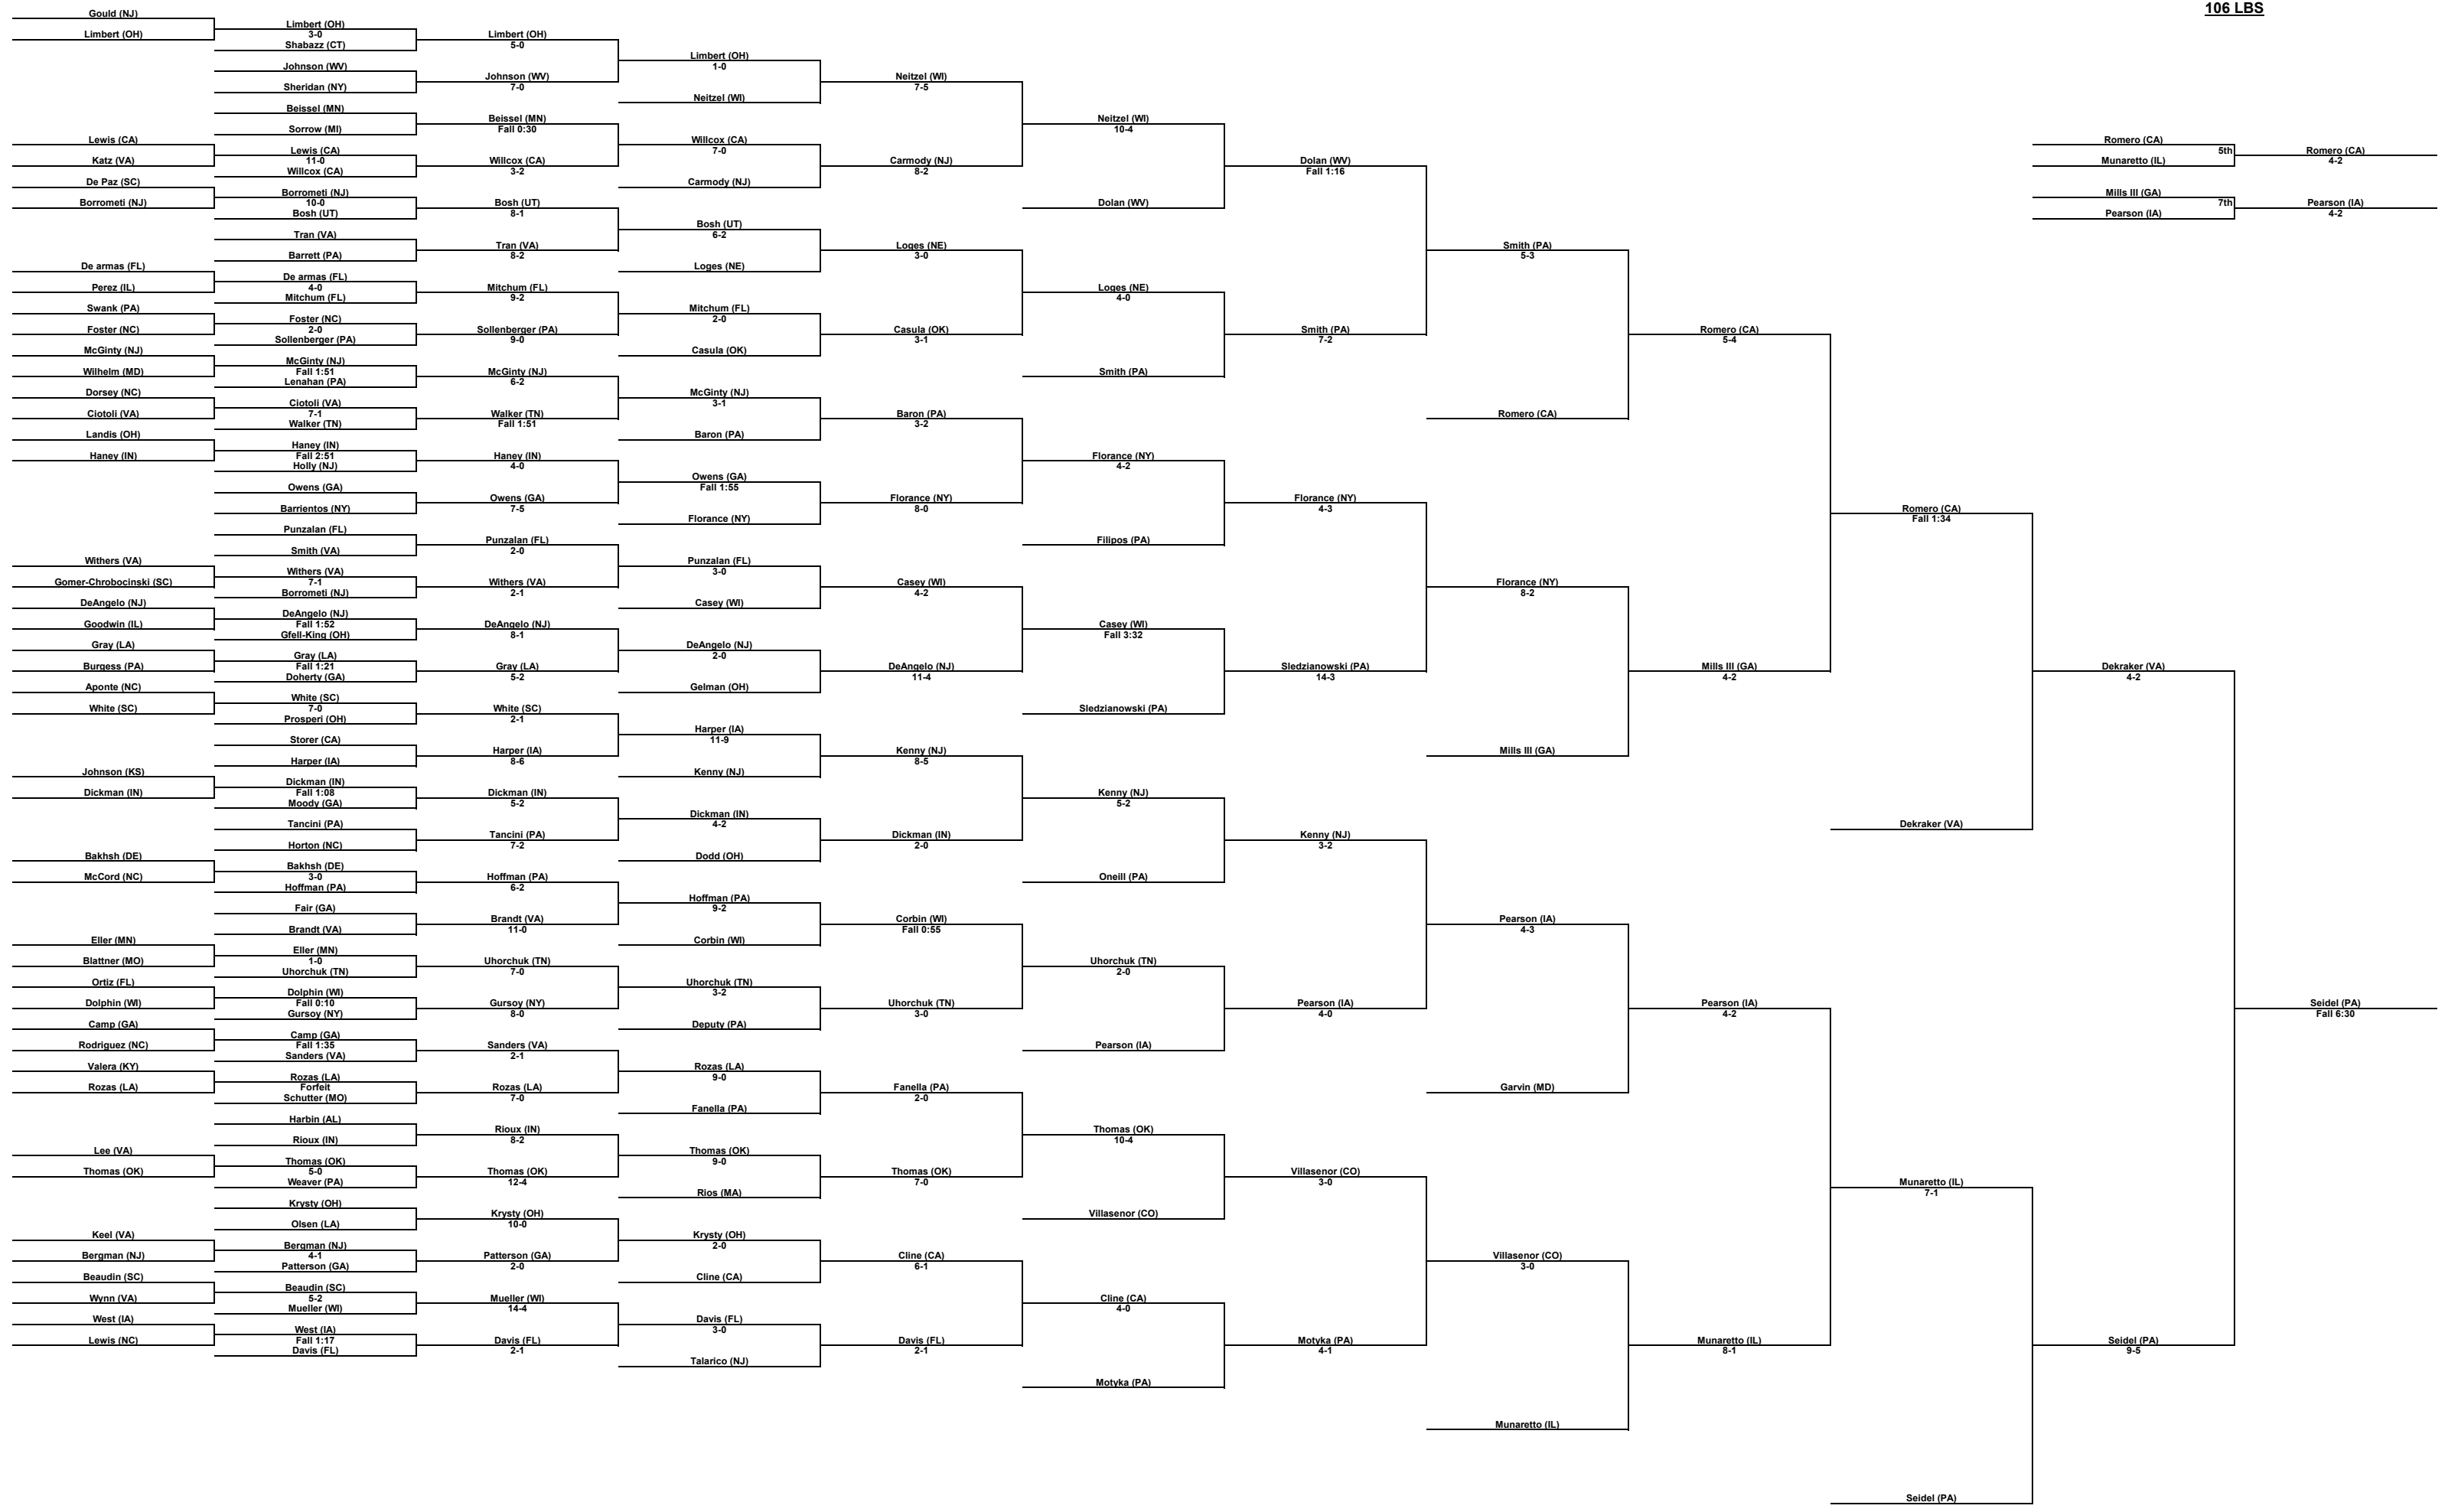 106 LBS
Gould (NJ)
Limbert (OH)
Lewis (CA)
Katz (VA)
De Paz (SC)
Borrometi (NJ)
De armas (FL)
Perez (IL)
Swank (PA)
Foster (NC)
McGinty (NJ)
Wilhelm (MD)
Dorsey (NC)
Ciotoli (VA)
Landis (OH)
Haney (IN)
Withers (VA)
Gomer-Chrobocinski (SC)
DeAngelo (NJ)
Goodwin (IL)
Gray (LA)
Burgess (PA)
Aponte (NC)
White (SC)
Johnson (KS)
Dickman (IN)
Bakhsh (DE)
McCord (NC)
Eller (MN)
Blattner (MO)
Ortiz (FL)
Dolphin (WI)
Camp (GA)
Rodriguez (NC)
Valera (KY)
Rozas (LA)
Lee (VA)
Thomas (OK)
Keel (VA)
Bergman (NJ)
Beaudin (SC)
Wynn (VA)
West (IA)
Lewis (NC)
Limbert (OH)
3-0
Shabazz (CT)
Johnson (WV)
Sheridan (NY)
Beissel (MN)
Sorrow (MI)
Lewis (CA)
11-0
Willcox (CA)
Borrometi (NJ)
10-0
Bosh (UT)
Tran (VA)
Barrett (PA)
De armas (FL)
4-0
Mitchum (FL)
Foster (NC)
2-0
Sollenberger (PA)
McGinty (NJ)
Fall 1:51
Lenahan (PA)
Ciotoli (VA)
7-1
Walker (TN)
Haney (IN)
Fall 2:51
Holly (NJ)
Owens (GA)
Barrientos (NY)
Punzalan (FL)
Smith (VA)
Withers (VA)
7-1
Borrometi (NJ)
DeAngelo (NJ)
Fall 1:52
Gfell-King (OH)
Gray (LA)
Fall 1:21
Doherty (GA)
White (SC)
7-0
Prosperi (OH)
Storer (CA)
Harper (IA)
Dickman (IN)
Fall 1:08
Moody (GA)
Tancini (PA)
Horton (NC)
Bakhsh (DE)
3-0
Hoffman (PA)
Fair (GA)
Brandt (VA)
Eller (MN)
1-0
Uhorchuk (TN)
Dolphin (WI)
Fall 0:10
Gursoy (NY)
Camp (GA)
Fall 1:35
Sanders (VA)
Rozas (LA)
Forfeit
Schutter (MO)
Harbin (AL)
Rioux (IN)
Thomas (OK)
5-0
Weaver (PA)
Krysty (OH)
Olsen (LA)
Bergman (NJ)
4-1
Patterson (GA)
Beaudin (SC)
5-2
Mueller (WI)
West (IA)
Fall 1:17
Davis (FL)
Limbert (OH)
5-0
Johnson (WV)
7-0
Beissel (MN)
Fall 0:30
Willcox (CA)
3-2
Bosh (UT)
8-1
Tran (VA)
8-2
Mitchum (FL)
9-2
Sollenberger (PA)
9-0
McGinty (NJ)
6-2
Walker (TN)
Fall 1:51
Haney (IN)
4-0
Owens (GA)
7-5
Punzalan (FL)
2-0
Withers (VA)
2-1
DeAngelo (NJ)
8-1
Gray (LA)
5-2
White (SC)
2-1
Harper (IA)
8-6
Dickman (IN)
5-2
Tancini (PA)
7-2
Hoffman (PA)
6-2
Brandt (VA)
11-0
Uhorchuk (TN)
7-0
Gursoy (NY)
8-0
Sanders (VA)
2-1
Rozas (LA)
7-0
Rioux (IN)
8-2
Thomas (OK)
12-4
Krysty (OH)
10-0
Patterson (GA)
2-0
Mueller (WI)
14-4
Davis (FL)
2-1
Limbert (OH)
1-0
Neitzel (WI)
Willcox (CA)
7-0
Carmody (NJ)
Bosh (UT)
6-2
Loges (NE)
Mitchum (FL)
2-0
Casula (OK)
McGinty (NJ)
3-1
Baron (PA)
Owens (GA)
Fall 1:55
Florance (NY)
Punzalan (FL)
3-0
Casey (WI)
DeAngelo (NJ)
2-0
Gelman (OH)
Harper (IA)
11-9
Kenny (NJ)
Dickman (IN)
4-2
Dodd (OH)
Hoffman (PA)
9-2
Corbin (WI)
Uhorchuk (TN)
3-2
Deputy (PA)
Rozas (LA)
9-0
Fanella (PA)
Thomas (OK)
9-0
Rios (MA)
Krysty (OH)
2-0
Cline (CA)
Davis (FL)
3-0
Talarico (NJ)
Neitzel (WI)
7-5
Carmody (NJ)
8-2
Loges (NE)
3-0
Casula (OK)
3-1
Baron (PA)
3-2
Florance (NY)
8-0
Casey (WI)
4-2
DeAngelo (NJ)
11-4
Kenny (NJ)
8-5
Dickman (IN)
2-0
Corbin (WI)
Fall 0:55
Uhorchuk (TN)
3-0
Fanella (PA)
2-0
Thomas (OK)
7-0
Cline (CA)
6-1
Davis (FL)
2-1
Neitzel (WI)
10-4
Dolan (WV)
Loges (NE)
4-0
Smith (PA)
Florance (NY)
4-2
Filipos (PA)
Casey (WI)
Fall 3:32
Sledzianowski (PA)
Kenny (NJ)
5-2
Oneill (PA)
Uhorchuk (TN)
2-0
Pearson (IA)
Thomas (OK)
10-4
Villasenor (CO)
Cline (CA)
4-0
Motyka (PA)
Dolan (WV)
Fall 1:16
Smith (PA)
7-2
Florance (NY)
4-3
Sledzianowski (PA)
14-3
Kenny (NJ)
3-2
Pearson (IA)
4-0
Villasenor (CO)
3-0
Motyka (PA)
4-1
Smith (PA)
5-3
Romero (CA)
Florance (NY)
8-2
Mills III (GA)
Pearson (IA)
4-3
Garvin (MD)
Villasenor (CO)
3-0
Munaretto (IL)
Romero (CA)
5-4
Mills III (GA)
4-2
Pearson (IA)
4-2
Munaretto (IL)
8-1
Romero (CA)
Fall 1:34
Dekraker (VA)
Munaretto (IL)
7-1
Seidel (PA)
Dekraker (VA)
4-2
Seidel (PA)
9-5
Seidel (PA)
Fall 6:30
Romero (CA)
5th
Munaretto (IL)
Romero (CA)
4-2
Mills III (GA)
7th
Pearson (IA)
Pearson (IA)
4-2